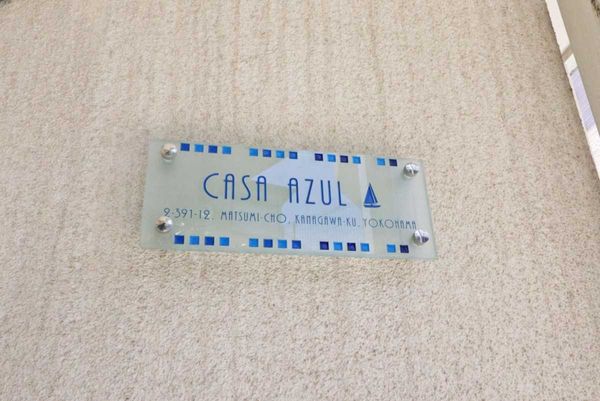 CASA AZUL
2-391-12, MATSUMI-CHO, KANAGAWA-KU, YOKOHAMA